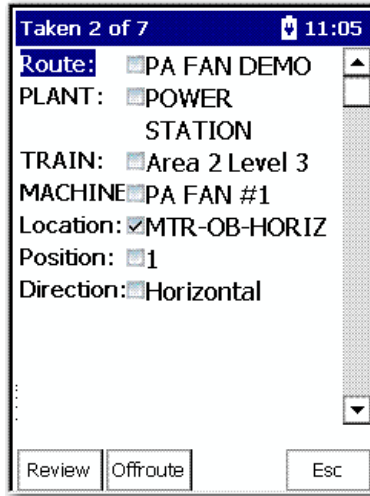 Taken 2 of 7 11:05
Route: PA FAN DEMO
PLANT: POWER
STATION
TRAIN: Area 2 Level 3
MACHINE PA FAN #1
Location: MTR-OB-HORIZ
Position: 1
Direction: Horizontal
Review Offroute Esc